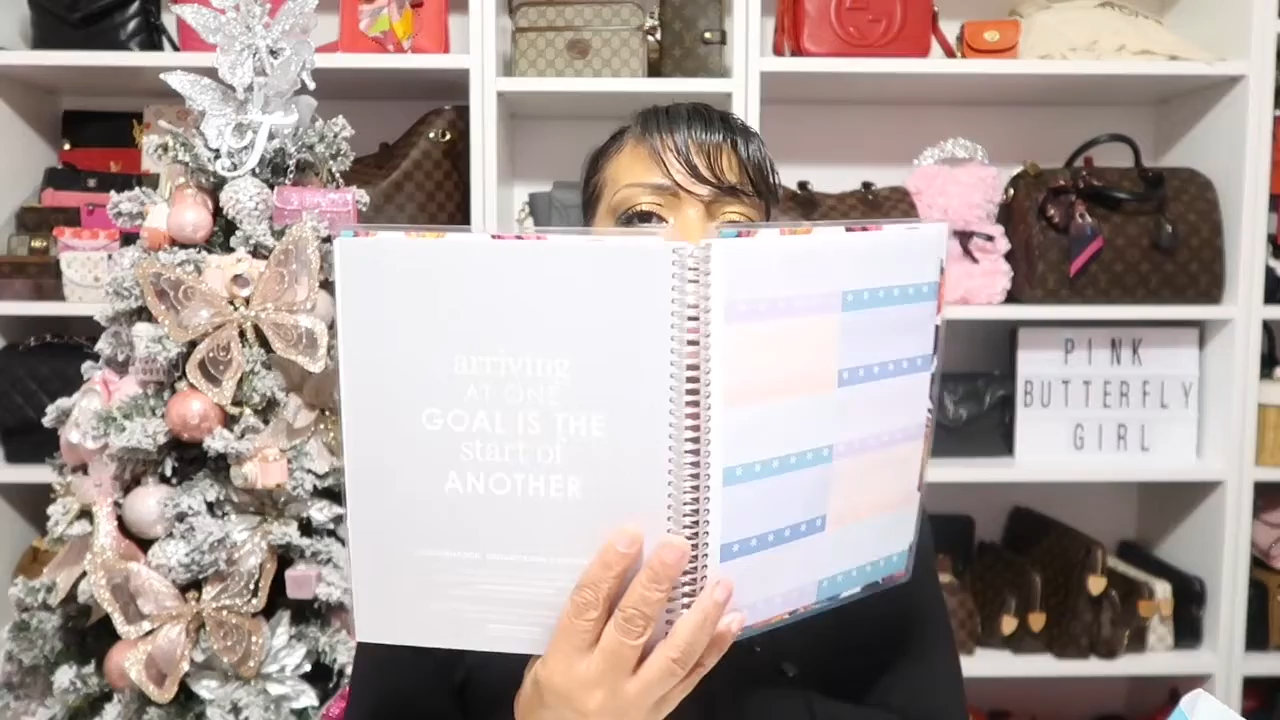 arriving
AT ONE
GOAL IS THE
start of
ANOTHER
PINK
BUTTERFLY
GIRL